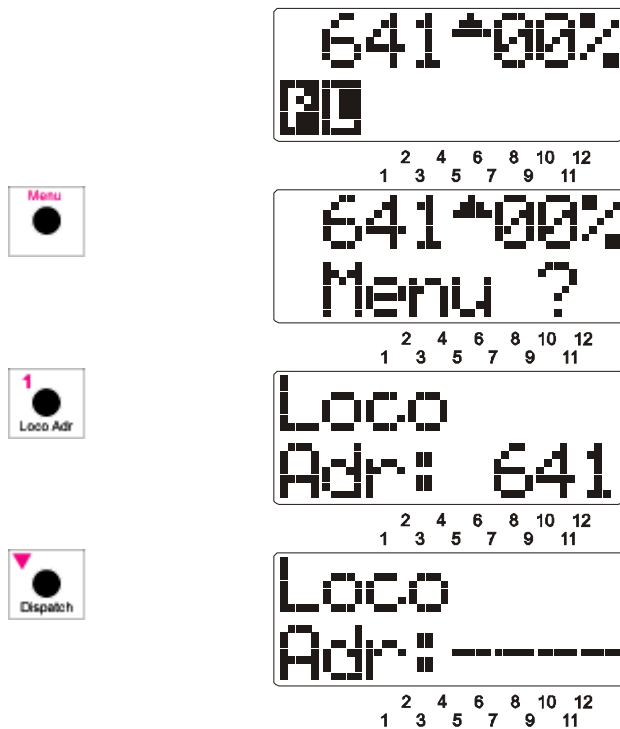 641 00%
PL
2 4 6 8 10 12
1 3 5 7 9 11
Menu
641 00%
Menu ?
2 4 6 8 10 12
1 3 5 7 9 11
1
Loco Adr
Loco
Adr: 641
2 4 6 8 10 12
1 3 5 7 9 11
Dispatch
Loco
Adr: -----
2 4 6 8 10 12
1 3 5 7 9 11